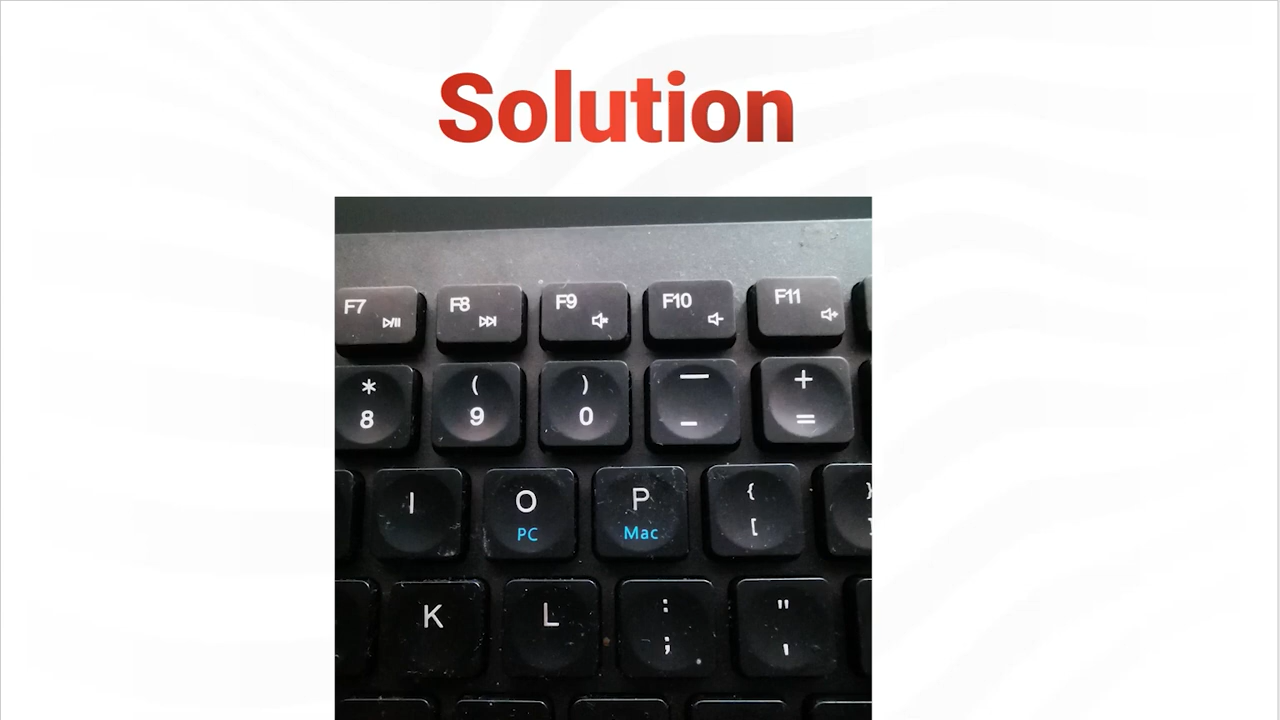 Solution
F7 F8 F9 F10 F11
* ( ) — +
8 9 0 - =
I O P { }
PC Mac [ ]
K L : "
; '